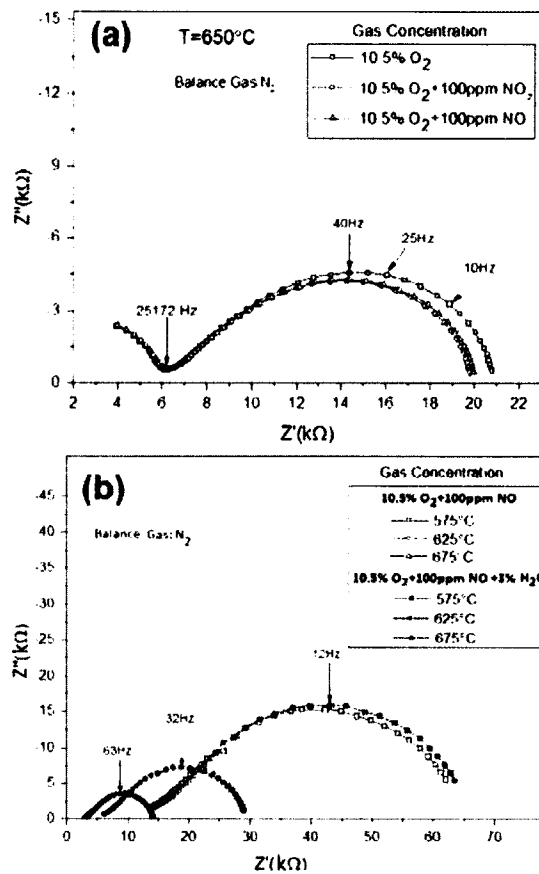 (a)
T=650°C
Balance Gas N2
Gas Concentration
10 5% O2
10 5% O2+100ppm NO2
10 5% O2+100ppm NO
-15
-12
-9
-6
-3
0
Z"(kΩ)
25172 Hz
40Hz
25Hz
10Hz
2 4 6 8 10 12 14 16 18 20 22
Z'(kΩ)
(b)
Balance Gas: N2
Gas Concentration
10.5% O2+100ppm NO
575°C
625°C
675°C
10.5% O2+100ppm NO +3% H2O
575°C
625°C
675°C
-45
-40
-35
-30
-25
-20
-15
-10
-5
0
Z"(kΩ)
63Hz
32Hz
12Hz
0 10 20 30 40 50 60 70
Z'(kΩ)